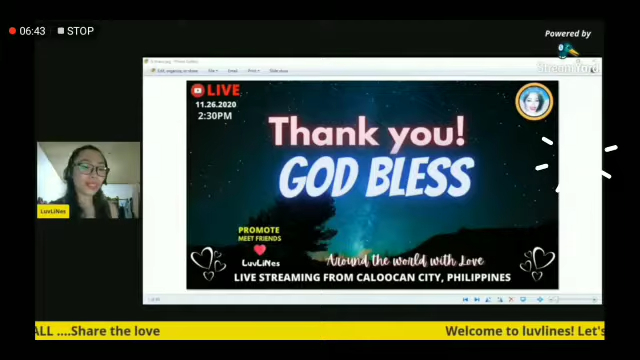 06:43 STOP
Powered by
StreamYard
LIVE
11.26.2020
2:30PM
Thank you!
GOD BLESS
LuvLiNes
PROMOTE
MEET FRIENDS
LuvLiNes
Around the world with Love
LIVE STREAMING FROM CALOOCAN CITY, PHILIPPINES
ALL ....Share the love
Welcome to luvlines! Let's